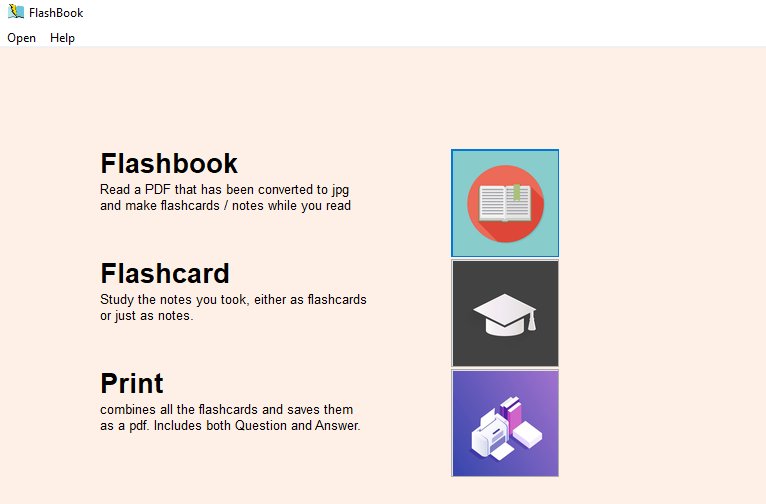 FlashBook
Open Help
Flashbook
Read a PDF that has been converted to jpg
and make flashcards / notes while you read
Flashcard
Study the notes you took, either as flashcards
or just as notes.
Print
combines all the flashcards and saves them
as a pdf. Includes both Question and Answer.